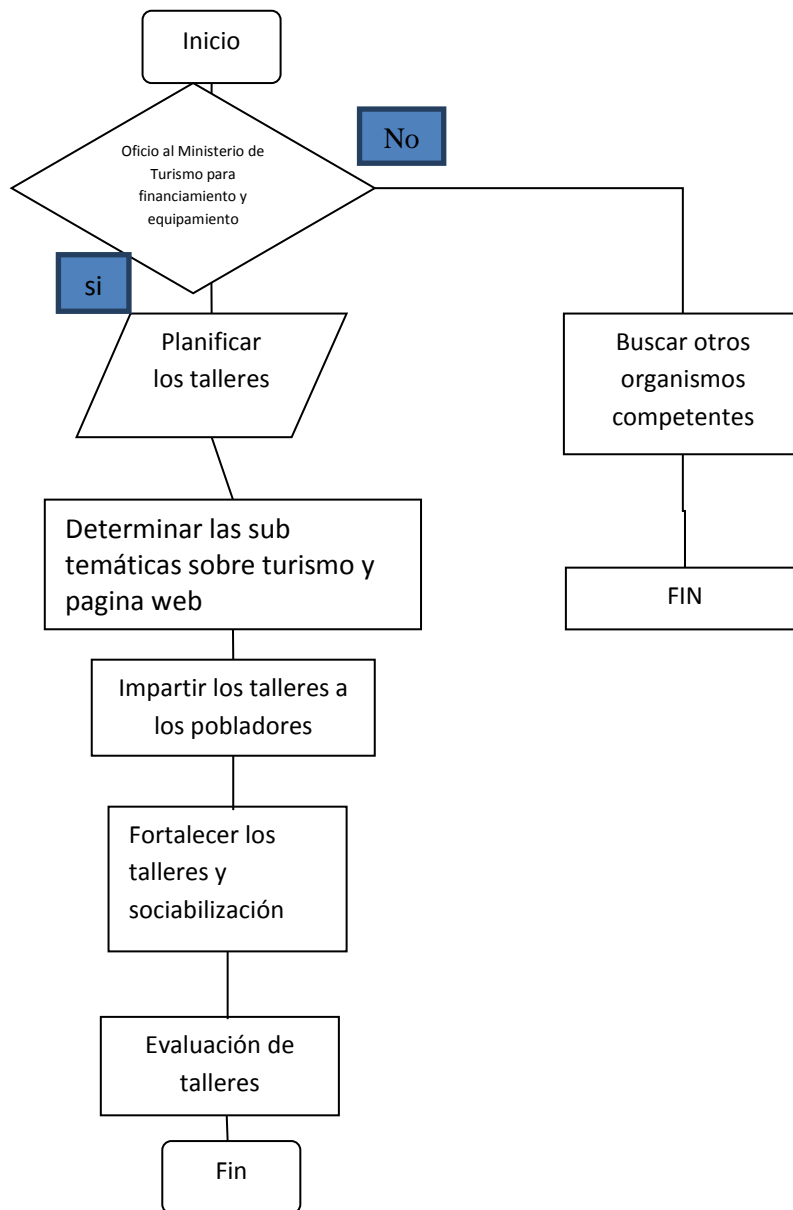 Inicio
No
Oficio al Ministerio de
Turismo para
financiamiento y
equipamiento
si
Planificar
los talleres
Buscar otros
organismos
competentes
Determinar las sub
temáticas sobre turismo y
pagina web
FIN
Impartir los talleres a
los pobladores
Fortalecer los
talleres y
sociabilización
Evaluación de
talleres
Fin